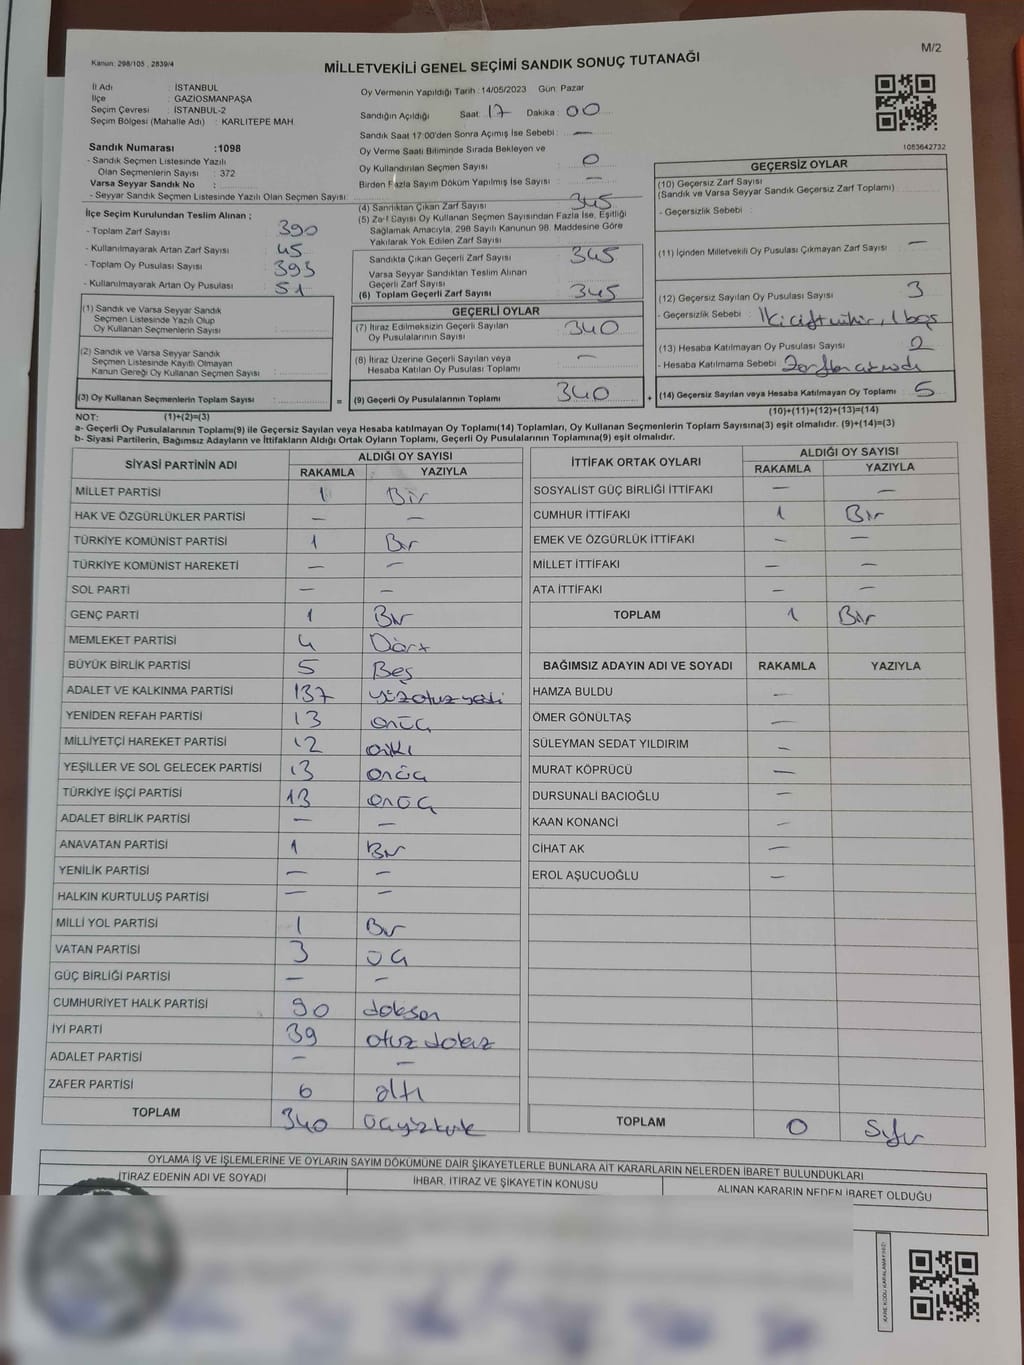 M/2
Kanun: 298/105 , 2839/4
MİLLETVEKİLİ GENEL SEÇİMİ SANDIK SONUÇ TUTANAĞI
İl Adı : İSTANBUL
İlçe : GAZİOSMANPAŞA
Seçim Çevresi : İSTANBUL-2
Seçim Bölgesi (Mahalle Adı) : KARLITEPE MAH.
Sandık Numarası :1098
- Sandık Seçmen Listesinde Yazılı
Olan Seçmenlerin Sayısı : 372
Varsa Seyyar Sandık No :
- Seyyar Sandık Seçmen Listesinde Yazılı Olan Seçmen Sayısı
Oy Vermenin Yapıldığı Tarih : 14/05/2023 Gün: Pazar
Sandığın Açıldığı Saat: 17 Dakika: 00
Sandık Saat 17:00'den Sonra Açımış İse Sebebi : —
Oy Verme Saati Bitiminde Sırada Bekleyen ve
Oy Kullandırılan Seçmen Sayısı : 0
Birden Fazla Sayım Döküm Yapılmış İse Sayısı : —
1083642732
İlçe Seçim Kurulundan Teslim Alınan ;
- Toplam Zarf Sayısı : 390
- Kullanılmayarak Artan Zarf Sayısı : 45
- Toplam Oy Pusulası Sayısı : 393
- Kullanılmayarak Artan Oy Pusulası : 51
(1) Sandık ve Varsa Seyyar Sandık
Seçmen Listesinde Yazılı Olup
Oy Kullanan Seçmenlerin Sayısı :
(2) Sandık ve Varsa Seyyar Sandık
Seçmen Listesinde Kayıtlı Olmayan
Kanun Gereği Oy Kullanan Seçmen Sayısı :
(3) Oy Kullanan Seçmenlerin Toplam Sayısı :
(1)+(2)=(3)
(4) Sandıktan Çıkan Zarf Sayısı 345
(5) Zarf Sayısı Oy Kullanan Seçmen Sayısından Fazla İse, Eşitliği
Sağlamak Amacıyla, 298 Sayılı Kanunun 98. Maddesine Göre
Yakılarak Yok Edilen Zarf Sayısı
Sandıkta Çıkan Geçerli Zarf Sayısı 345
Varsa Seyyar Sandıktan Teslim Alınan
Geçerli Zarf Sayısı
(6) Toplam Geçerli Zarf Sayısı 345
GEÇERLİ OYLAR
(7) İtiraz Edilmeksizin Geçerli Sayılan
Oy Pusulalarının Sayısı 340
(8) İtiraz Üzerine Geçerli Sayılan veya
Hesaba Katılan Oy Pusulası Toplamı —
= (9) Geçerli Oy Pusulalarının Toplamı 340
GEÇERSİZ OYLAR
(10) Geçersiz Zarf Sayısı
(Sandık ve Varsa Seyyar Sandık Geçersiz Zarf Toplamı) :
- Geçersizlik Sebebi :
(11) İçinden Milletvekili Oy Pusulası Çıkmayan Zarf Sayısı : —
(12) Geçersiz Sayılan Oy Pusulası Sayısı : 3
- Geçersizlik Sebebi : İki çift mühür, 1 boş
(13) Hesaba Katılmayan Oy Pusulası Sayısı : 2
- Hesaba Katılmama Sebebi : Zarftan çıkmadı
+ (14) Geçersiz Sayılan veya Hesaba Katılmayan Oy Toplamı : 5
(10)+(11)+(12)+(13)=(14)
NOT:
a- Geçerli Oy Pusulalarının Toplamı(9) ile Geçersiz Sayılan veya Hesaba katılmayan Oy Toplamı(14) Toplamları, Oy Kullanan Seçmenlerin Toplam Sayısına(3) eşit olmalıdır. (9)+(14)=(3)
b- Siyasi Partilerin, Bağımsız Adayların ve İttifakların Aldığı Ortak Oyların Toplamı, Geçerli Oy Pusulalarının Toplamına(9) eşit olmalıdır.
SİYASİ PARTİNİN ADI ALDIĞI OY SAYISI
RAKAMLA YAZIYLA
MİLLET PARTİSİ 1 Bir
HAK VE ÖZGÜRLÜKLER PARTİSİ — —
TÜRKİYE KOMÜNİST PARTİSİ 1 Bir
TÜRKİYE KOMÜNİST HAREKETİ — —
SOL PARTİ — —
GENÇ PARTİ 1 Bir
MEMLEKET PARTİSİ 4 Dört
BÜYÜK BİRLİK PARTİSİ 5 Beş
ADALET VE KALKINMA PARTİSİ 137 yüzotuzyedi
YENİDEN REFAH PARTİSİ 13 onüç
MİLLİYETÇİ HAREKET PARTİSİ 12 oniki
YEŞİLLER VE SOL GELECEK PARTİSİ 13 onüç
TÜRKİYE İŞÇİ PARTİSİ 13 onüç
ADALET BİRLİK PARTİSİ — —
ANAVATAN PARTİSİ 1 Bir
YENİLİK PARTİSİ — —
HALKIN KURTULUŞ PARTİSİ — —
MİLLİ YOL PARTİSİ 1 Bir
VATAN PARTİSİ 3 üç
GÜÇ BİRLİĞİ PARTİSİ — —
CUMHURİYET HALK PARTİSİ 90 doksan
İYİ PARTİ 39 otuz dokuz
ADALET PARTİSİ — —
ZAFER PARTİSİ 6 altı
TOPLAM 340 üçyüzkırk
İTTİFAK ORTAK OYLARI ALDIĞI OY SAYISI
RAKAMLA YAZIYLA
SOSYALİST GÜÇ BİRLİĞİ İTTİFAKI — —
CUMHUR İTTİFAKI 1 Bir
EMEK VE ÖZGÜRLÜK İTTİFAKI — —
MİLLET İTTİFAKI — —
ATA İTTİFAKI — —
TOPLAM 1 Bir
BAĞIMSIZ ADAYIN ADI VE SOYADI RAKAMLA YAZIYLA
HAMZA BULDU —
ÖMER GÖNÜLTAŞ —
SÜLEYMAN SEDAT YILDIRIM —
MURAT KÖPRÜCÜ —
DURSUNALİ BACIOĞLU —
KAAN KONANCİ —
CİHAT AK —
EROL AŞUCUOĞLU —
TOPLAM 0 Sıfır
OYLAMA İŞ VE İŞLEMLERİNE VE OYLARIN SAYIM DÖKÜMÜNE DAİR ŞİKAYETLERLE BUNLARA AİT KARARLARIN NELERDEN İBARET BULUNDUKLARI
İTİRAZ EDENİN ADI VE SOYADI İHBAR, İTİRAZ VE ŞİKAYETİN KONUSU ALINAN KARARIN NEDEN İBARET OLDUĞU